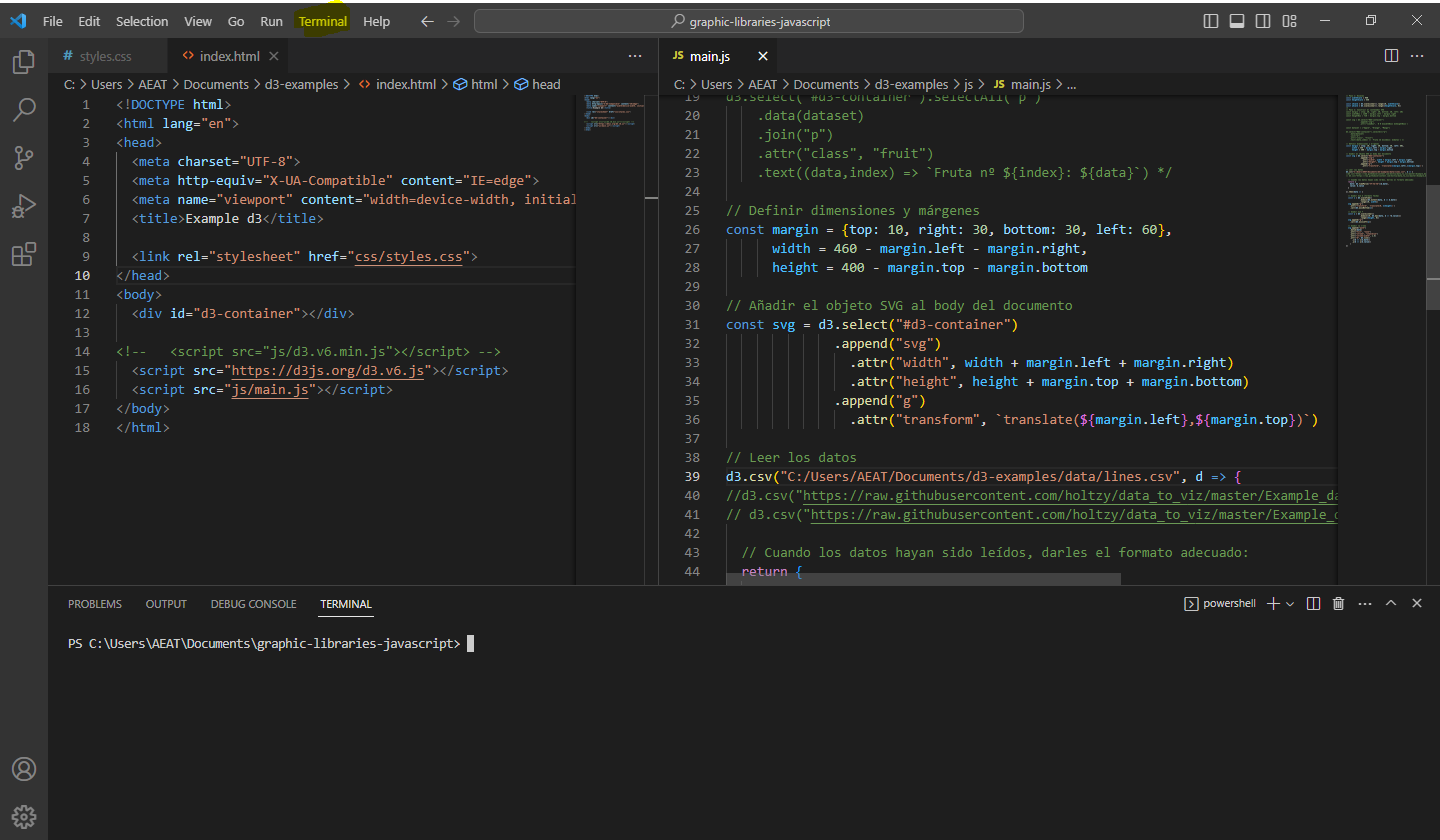 File Edit Selection View Go Run Terminal Help
graphic-libraries-javascript
# styles.css
<> index.html
C: > Users > AEAT > Documents > d3-examples > <> index.html > html > head
1 <!DOCTYPE html>
2 <html lang="en">
3 <head>
4 <meta charset="UTF-8">
5 <meta http-equiv="X-UA-Compatible" content="IE=edge">
6 <meta name="viewport" content="width=device-width, initial
7 <title>Example d3</title>
8
9 <link rel="stylesheet" href="css/styles.css">
10 </head>
11 <body>
12 <div id="d3-container"></div>
13
14 <!-- <script src="js/d3.v6.min.js"></script> -->
15 <script src="https://d3js.org/d3.v6.js"></script>
16 <script src="js/main.js"></script>
17 </body>
18 </html>
JS main.js
C: > Users > AEAT > Documents > d3-examples > js > JS main.js > ...
19 d3.select("#d3-container").selectAll("p")
20 .data(dataset)
21 .join("p")
22 .attr("class", "fruit")
23 .text((data,index) => `Fruta nº ${index}: ${data}`) */
24
25 // Definir dimensiones y márgenes
26 const margin = {top: 10, right: 30, bottom: 30, left: 60},
27 width = 460 - margin.left - margin.right,
28 height = 400 - margin.top - margin.bottom
29
30 // Añadir el objeto SVG al body del documento
31 const svg = d3.select("#d3-container")
32 .append("svg")
33 .attr("width", width + margin.left + margin.right)
34 .attr("height", height + margin.top + margin.bottom)
35 .append("g")
36 .attr("transform", `translate(${margin.left},${margin.top})`)
37
38 // Leer los datos
39 d3.csv("C:/Users/AEAT/Documents/d3-examples/data/lines.csv", d => {
40 //d3.csv("https://raw.githubusercontent.com/holtzy/data_to_viz/master/Example_da
41 // d3.csv("https://raw.githubusercontent.com/holtzy/data_to_viz/master/Example_
42
43 // Cuando los datos hayan sido leídos, darles el formato adecuado:
44 return {
PROBLEMS OUTPUT DEBUG CONSOLE TERMINAL
powershell
PS C:\Users\AEAT\Documents\graphic-libraries-javascript>